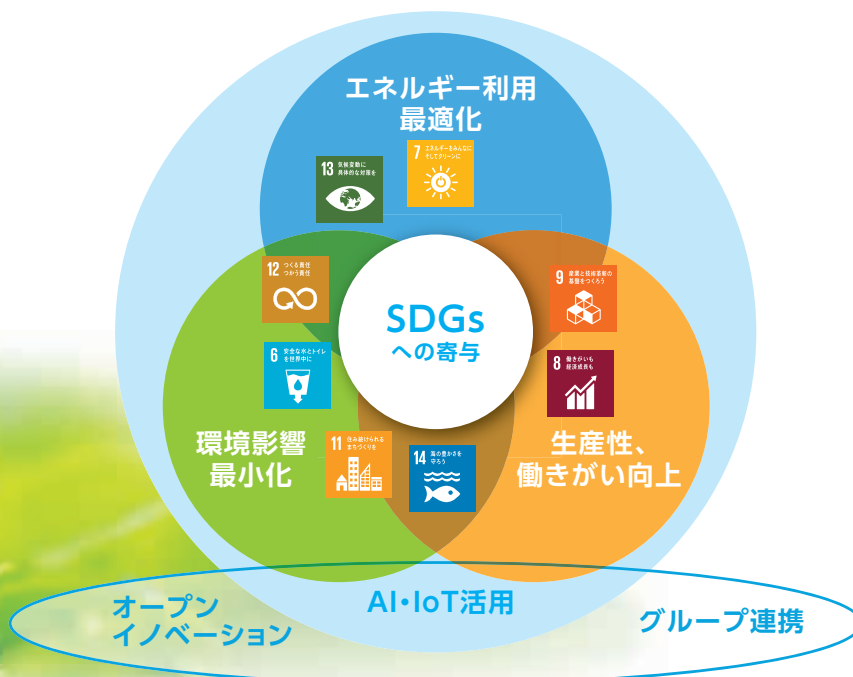 エネルギー利用
最適化
7 エネルギーをみんなに
そしてクリーンに
13 気候変動に
具体的な対策を
12 つくる責任
つかう責任
9 産業と技術革新の
基盤をつくろう
SDGs
への寄与
6 安全な水とトイレ
を世界中に
8 働きがいも
経済成長も
環境影響
最小化
11 住み続けられる
まちづくりを
14 海の豊かさを
守ろう
生産性、
働きがい向上
オープン
イノベーション
AI・IoT活用
グループ連携